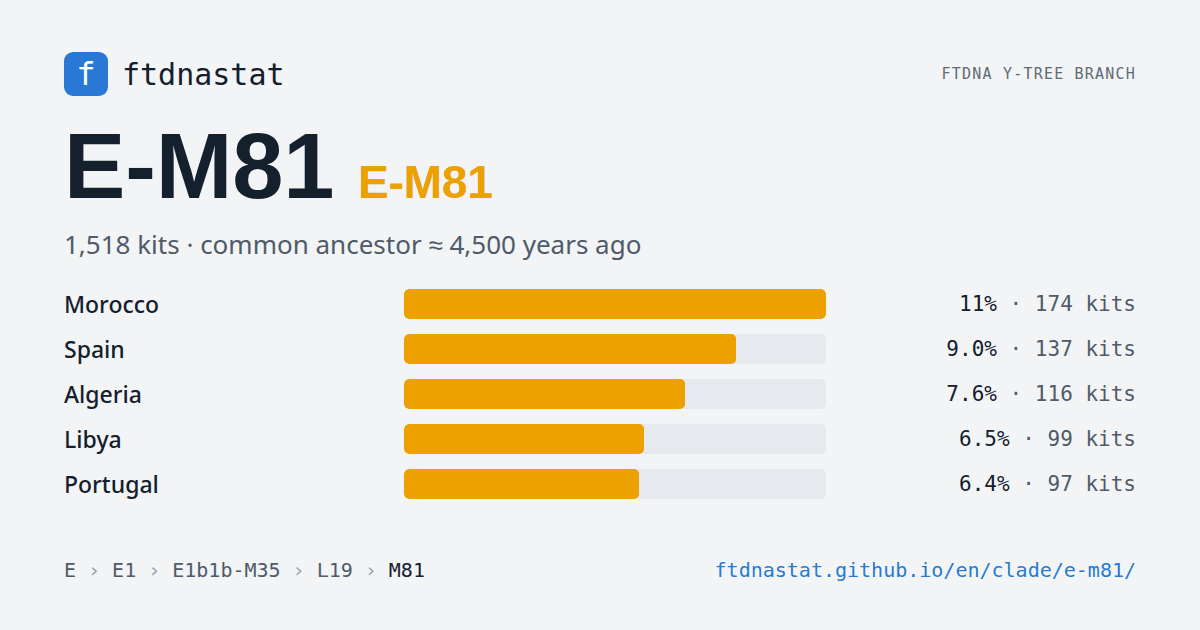 f ftdnastat
FTDNA Y-TREE BRANCH
E-M81 E-M81
1,518 kits · common ancestor ≈ 4,500 years ago
Morocco 11% · 174 kits
Spain 9.0% · 137 kits
Algeria 7.6% · 116 kits
Libya 6.5% · 99 kits
Portugal 6.4% · 97 kits
E › E1 › E1b1b-M35 › L19 › M81
ftdnastat.github.io/en/clade/e-m81/